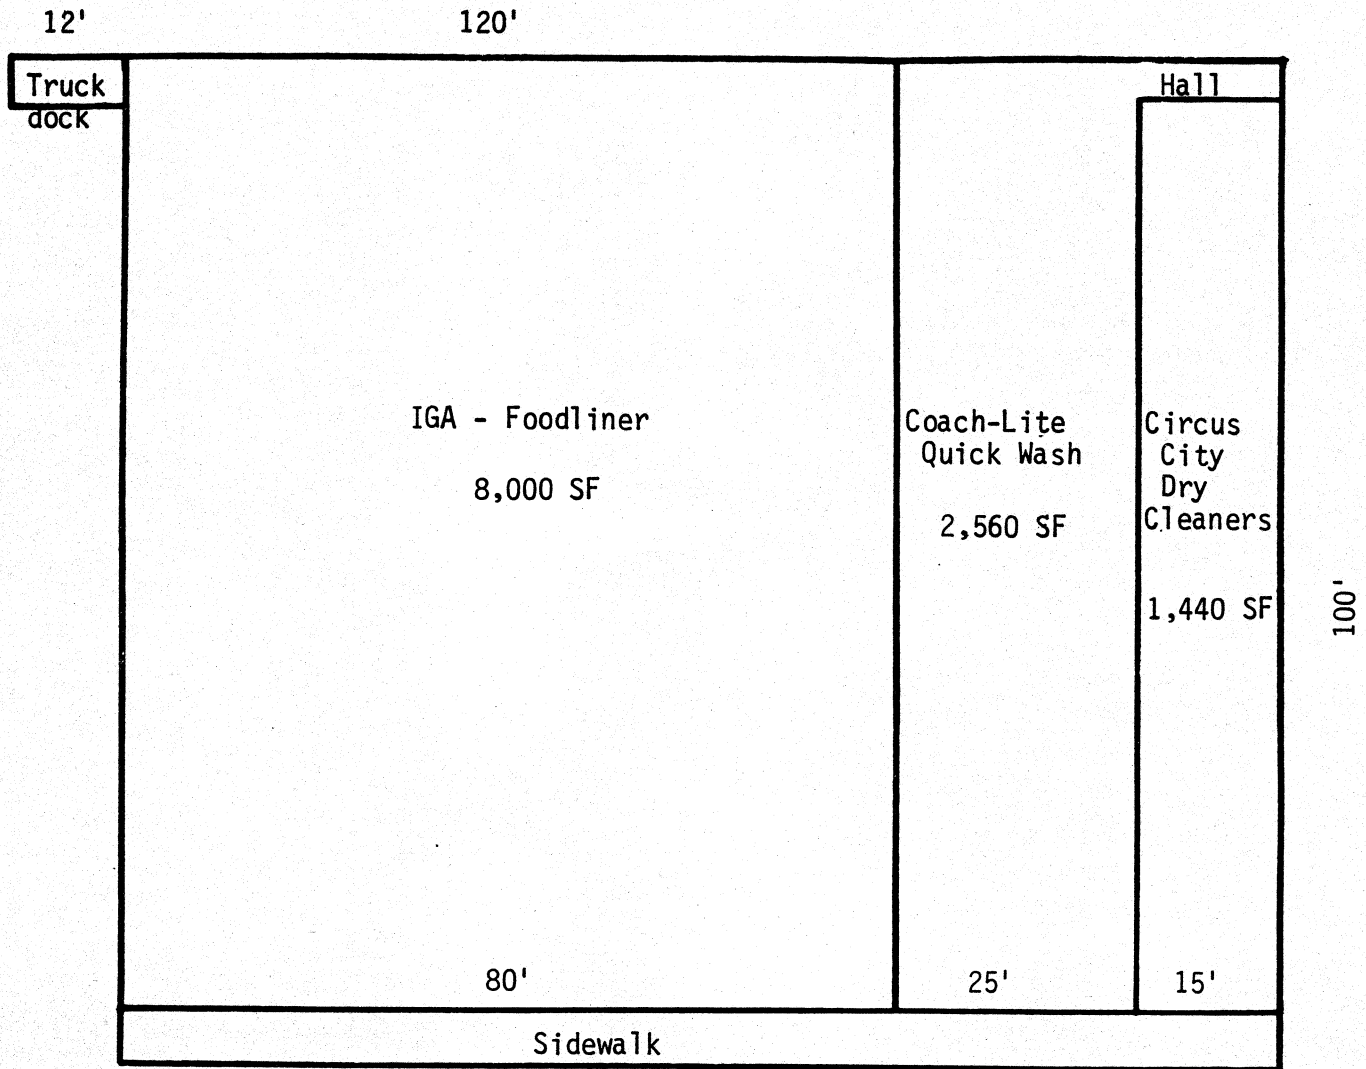 12'
120'
Truck
dock
Hall
IGA - Foodliner
8,000 SF
Coach-Lite
Quick Wash
2,560 SF
Circus
City
Dry
Cleaners
1,440 SF
100'
80'
25'
15'
Sidewalk